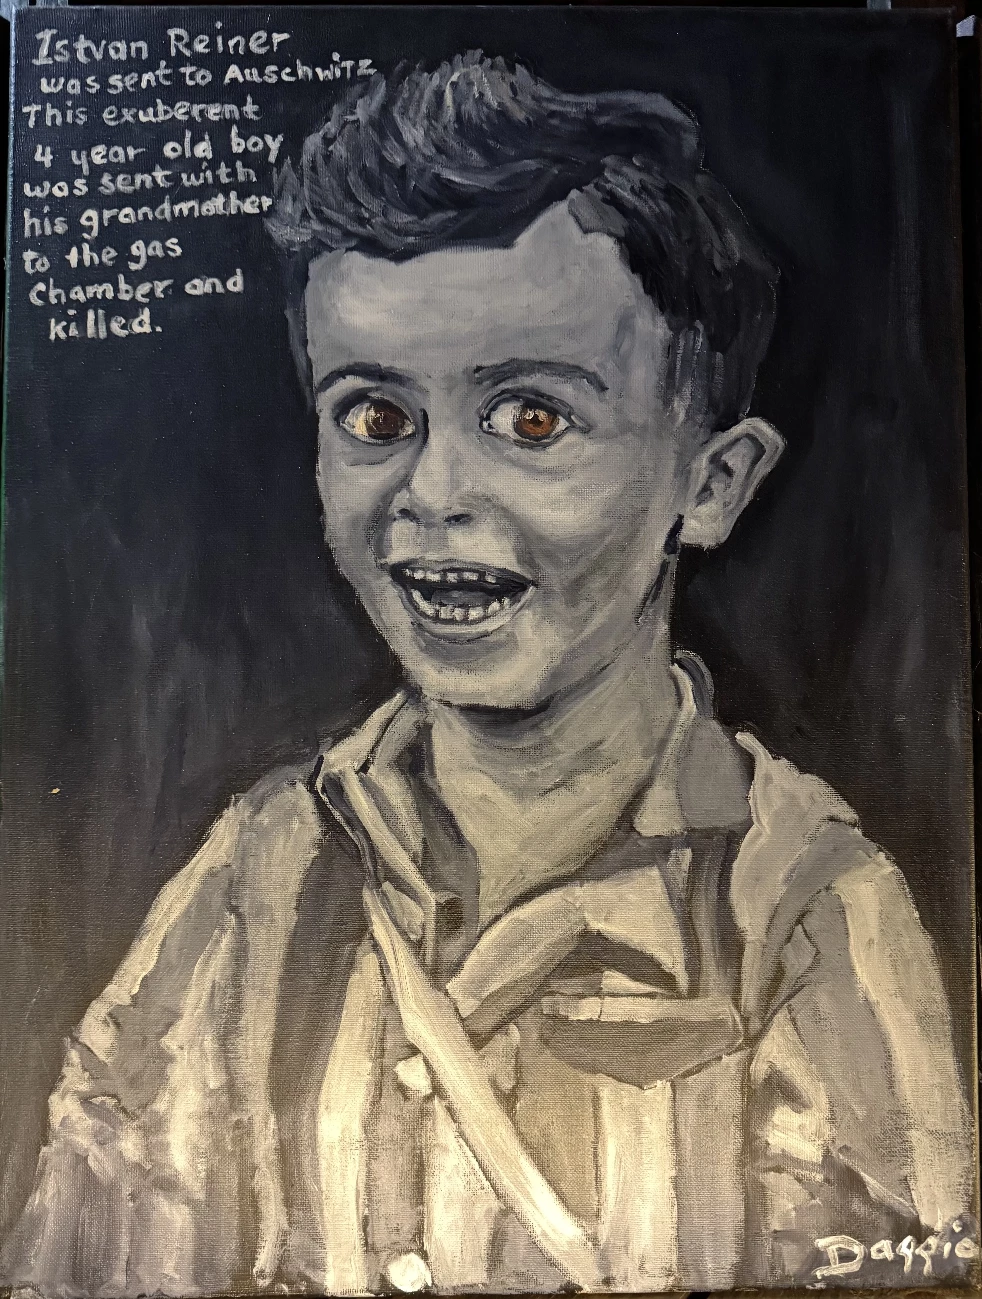 Istvan Reiner
was sent to Auschwitz
This exuberent
4 year old boy
was sent with
his grandmother
to the gas
Chamber and
killed.
Daggie